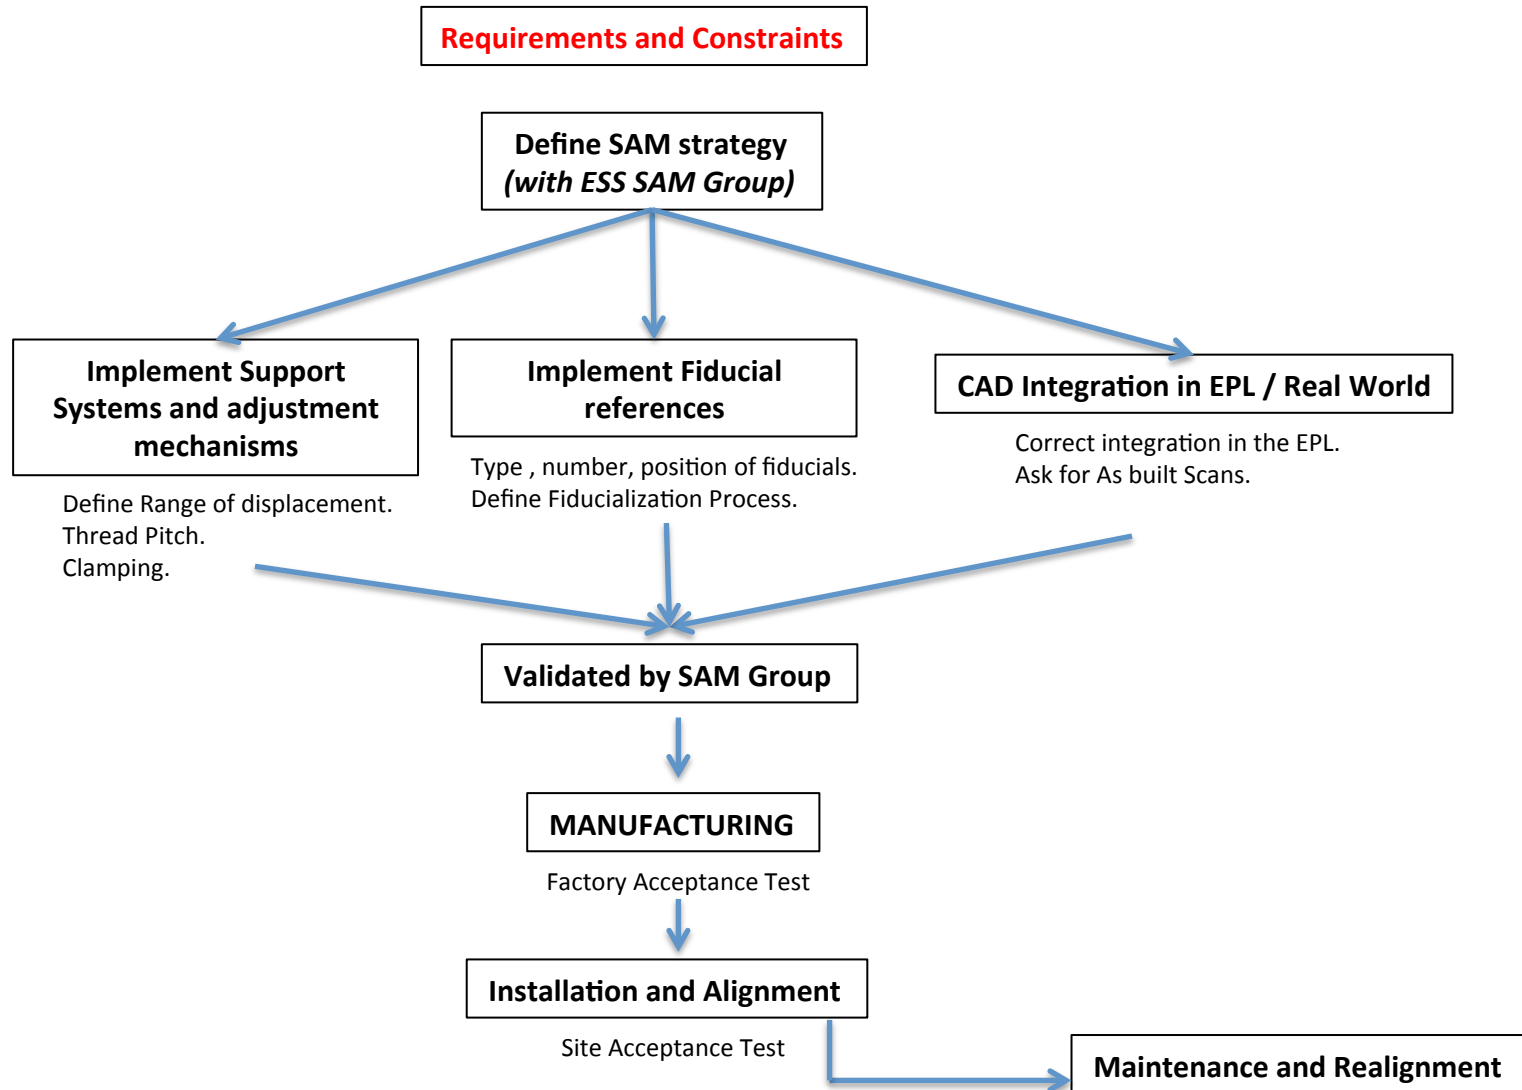 Requirements and Constraints
Define SAM strategy
(with ESS SAM Group)
Implement Support
Systems and adjustment
mechanisms
Define Range of displacement.
Thread Pitch.
Clamping.
Implement Fiducial
references
Type , number, position of fiducials.
Define Fiducialization Process.
CAD Integration in EPL / Real World
Correct integration in the EPL.
Ask for As built Scans.
Validated by SAM Group
MANUFACTURING
Factory Acceptance Test
Installation and Alignment
Site Acceptance Test
Maintenance and Realignment